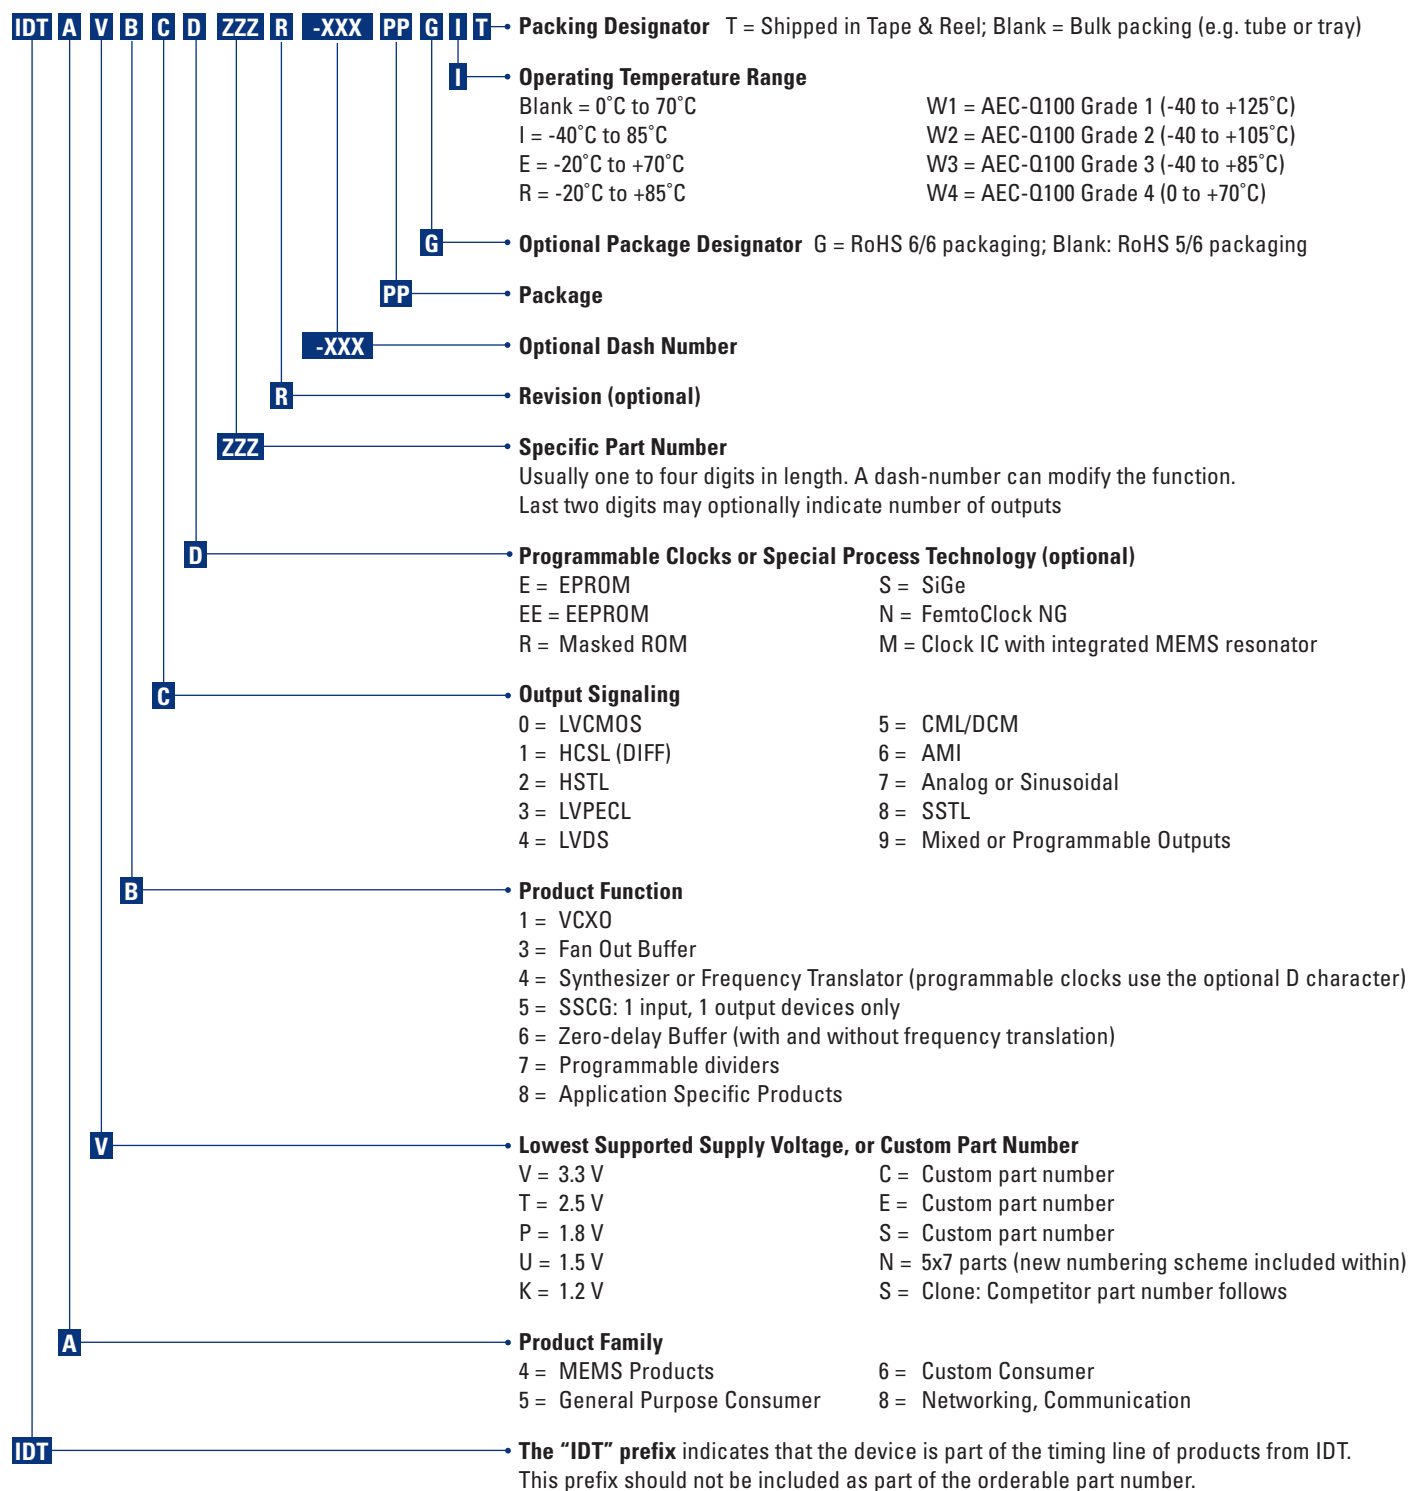 IDT A V B C D ZZZ R -XXX PP G I T Packing Designator T = Shipped in Tape & Reel; Blank = Bulk packing (e.g. tube or tray)
I Operating Temperature Range
Blank = 0˚C to 70˚C W1 = AEC-Q100 Grade 1 (-40 to +125˚C)
I = -40˚C to 85˚C W2 = AEC-Q100 Grade 2 (-40 to +105˚C)
E = -20˚C to +70˚C W3 = AEC-Q100 Grade 3 (-40 to +85˚C)
R = -20˚C to +85˚C W4 = AEC-Q100 Grade 4 (0 to +70˚C)
G Optional Package Designator G = RoHS 6/6 packaging; Blank: RoHS 5/6 packaging
PP Package
-XXX Optional Dash Number
R Revision (optional)
ZZZ Specific Part Number
Usually one to four digits in length. A dash-number can modify the function.
Last two digits may optionally indicate number of outputs
D Programmable Clocks or Special Process Technology (optional)
E = EPROM S = SiGe
EE = EEPROM N = FemtoClock NG
R = Masked ROM M = Clock IC with integrated MEMS resonator
C Output Signaling
0 = LVCMOS 5 = CML/DCM
1 = HCSL (DIFF) 6 = AMI
2 = HSTL 7 = Analog or Sinusoidal
3 = LVPECL 8 = SSTL
4 = LVDS 9 = Mixed or Programmable Outputs
B Product Function
1 = VCXO
3 = Fan Out Buffer
4 = Synthesizer or Frequency Translator (programmable clocks use the optional D character)
5 = SSCG: 1 input, 1 output devices only
6 = Zero-delay Buffer (with and without frequency translation)
7 = Programmable dividers
8 = Application Specific Products
V Lowest Supported Supply Voltage, or Custom Part Number
V = 3.3 V C = Custom part number
T = 2.5 V E = Custom part number
P = 1.8 V S = Custom part number
U = 1.5 V N = 5x7 parts (new numbering scheme included within)
K = 1.2 V S = Clone: Competitor part number follows
A Product Family
4 = MEMS Products 6 = Custom Consumer
5 = General Purpose Consumer 8 = Networking, Communication
IDT The “IDT” prefix indicates that the device is part of the timing line of products from IDT.
This prefix should not be included as part of the orderable part number.